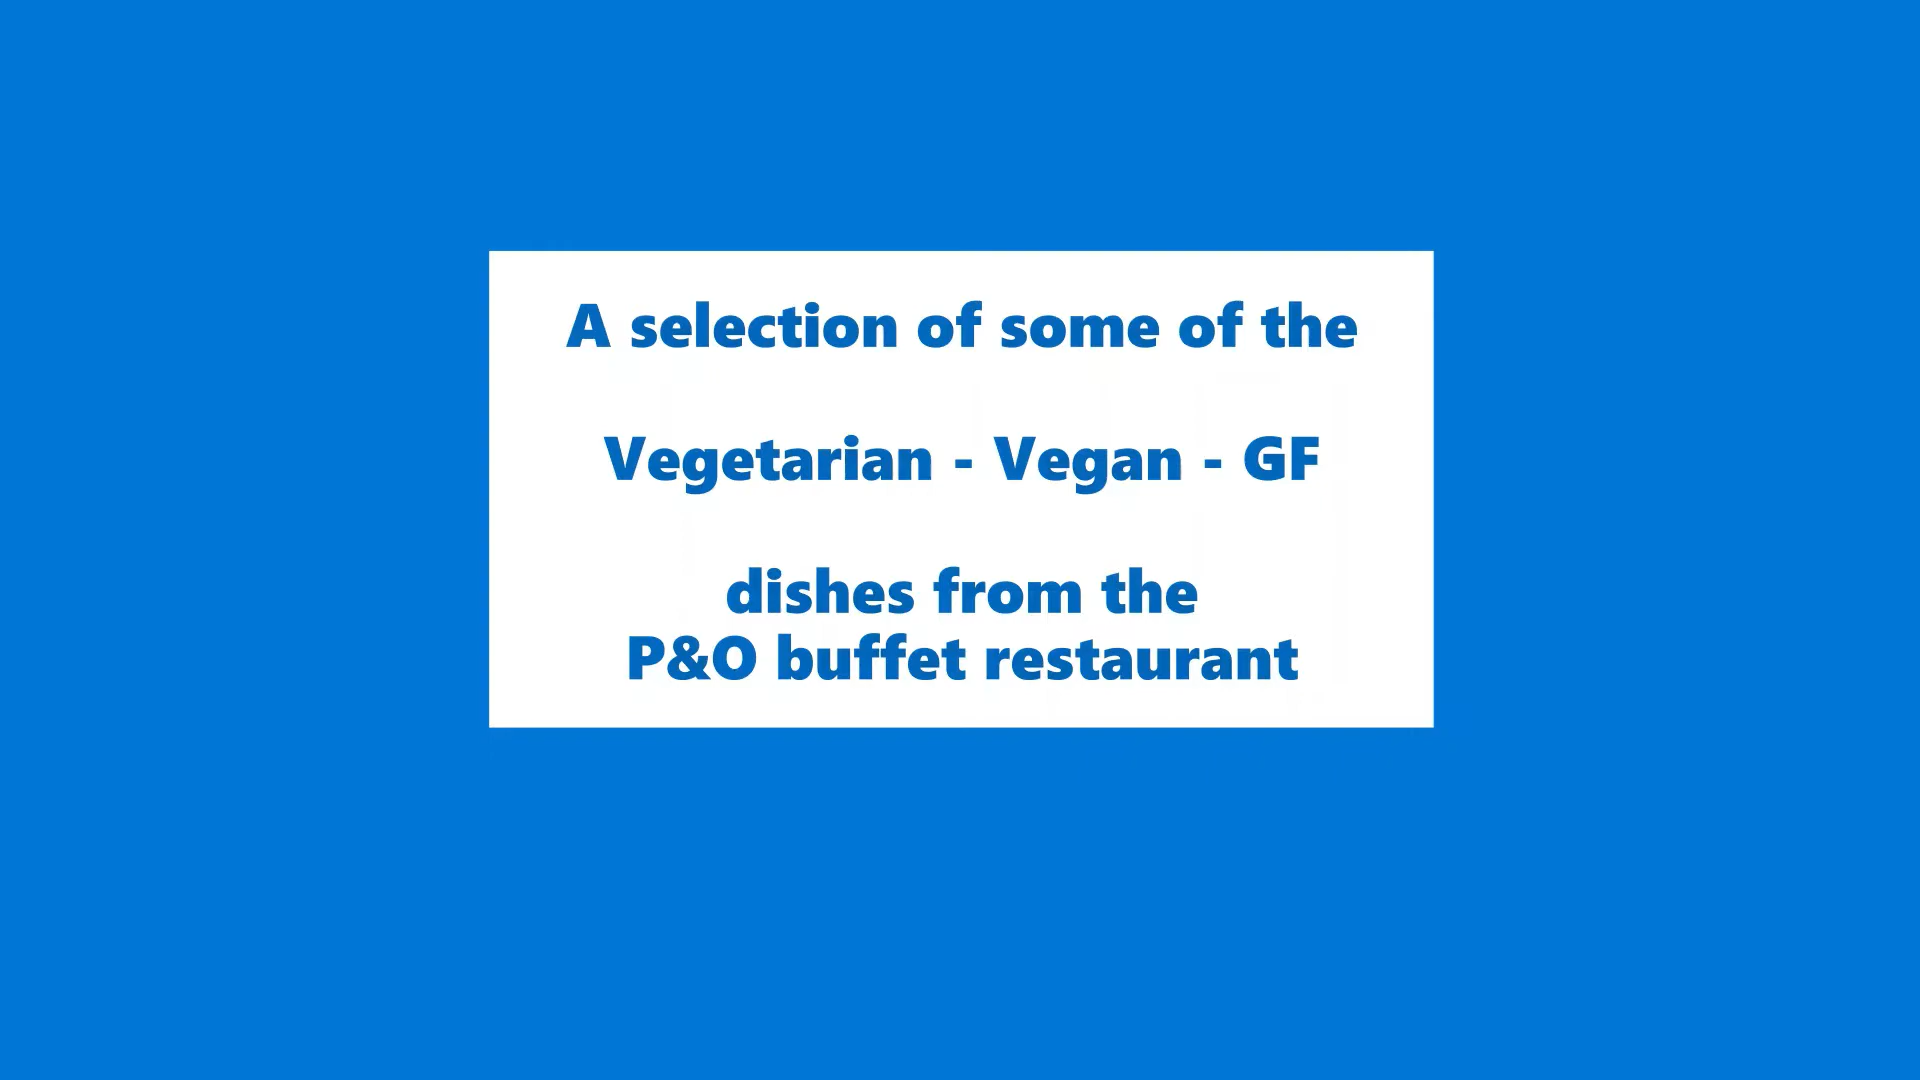 A selection of some of the
Vegetarian - Vegan - GF
dishes from the
P&O buffet restaurant